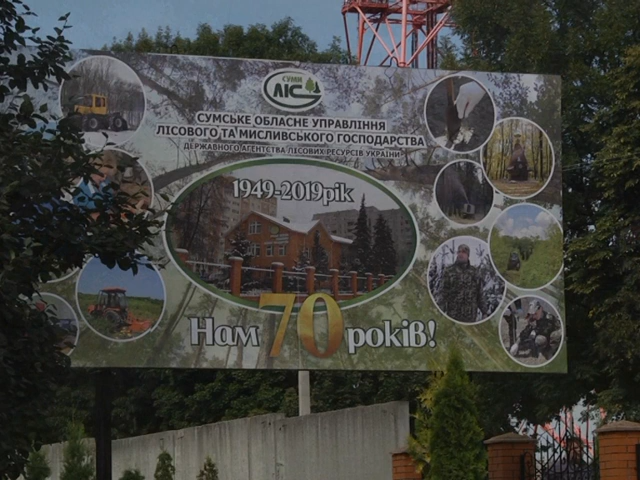 СУМИ
ЛІС
СУМСЬКЕ ОБЛАСНЕ УПРАВЛІННЯ
ЛІСОВОГО ТА МИСЛИВСЬКОГО ГОСПОДАРСТВА
ДЕРЖАВНОГО АГЕНТСТВА ЛІСОВИХ РЕСУРСІВ УКРАЇНИ
1949-2019рік
Нам 70 років!